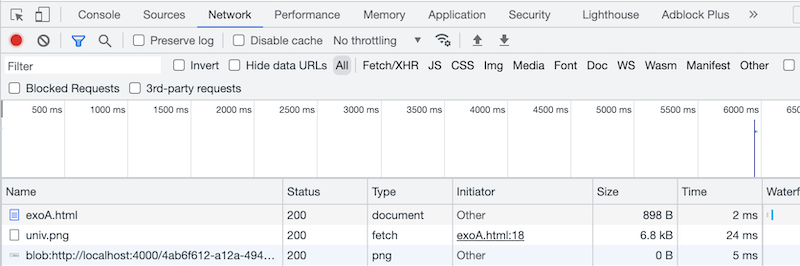 Console Sources Network Performance Memory Application Security Lighthouse Adblock Plus »
Preserve log Disable cache No throttling
Filter Invert Hide data URLs All Fetch/XHR JS CSS Img Media Font Doc WS Wasm Manifest Other
Blocked Requests 3rd-party requests
500 ms 1000 ms 1500 ms 2000 ms 2500 ms 3000 ms 3500 ms 4000 ms 4500 ms 5000 ms 5500 ms 6000 ms 650
Name Status Type Initiator Size Time Waterf
exoA.html 200 document Other 898 B 2 ms
univ.png 200 fetch exoA.html:18 6.8 kB 24 ms
blob:http://localhost:4000/4ab6f612-a12a-494… 200 png Other 0 B 5 ms